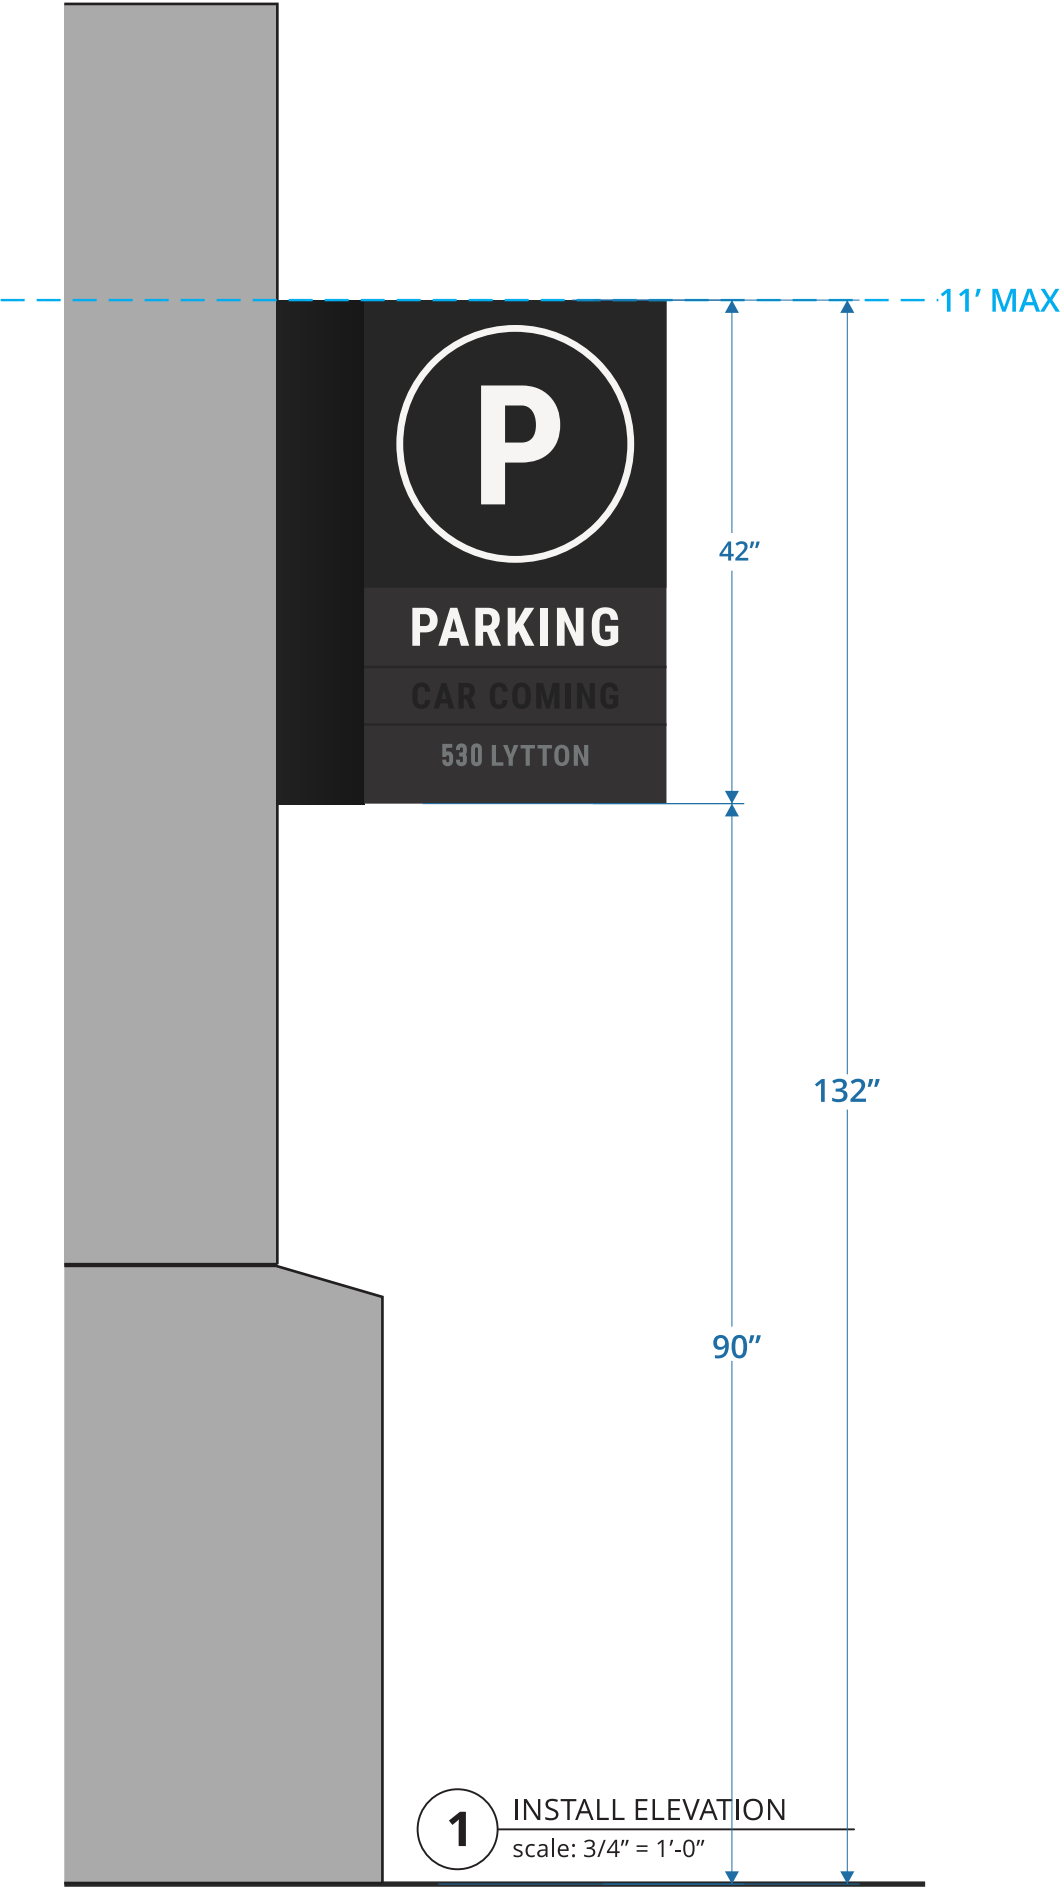 11’ MAX
P
42”
PARKING
CAR COMING
530 LYTTON
132”
90”
1
INSTALL ELEVATION
scale: 3/4” = 1’-0”